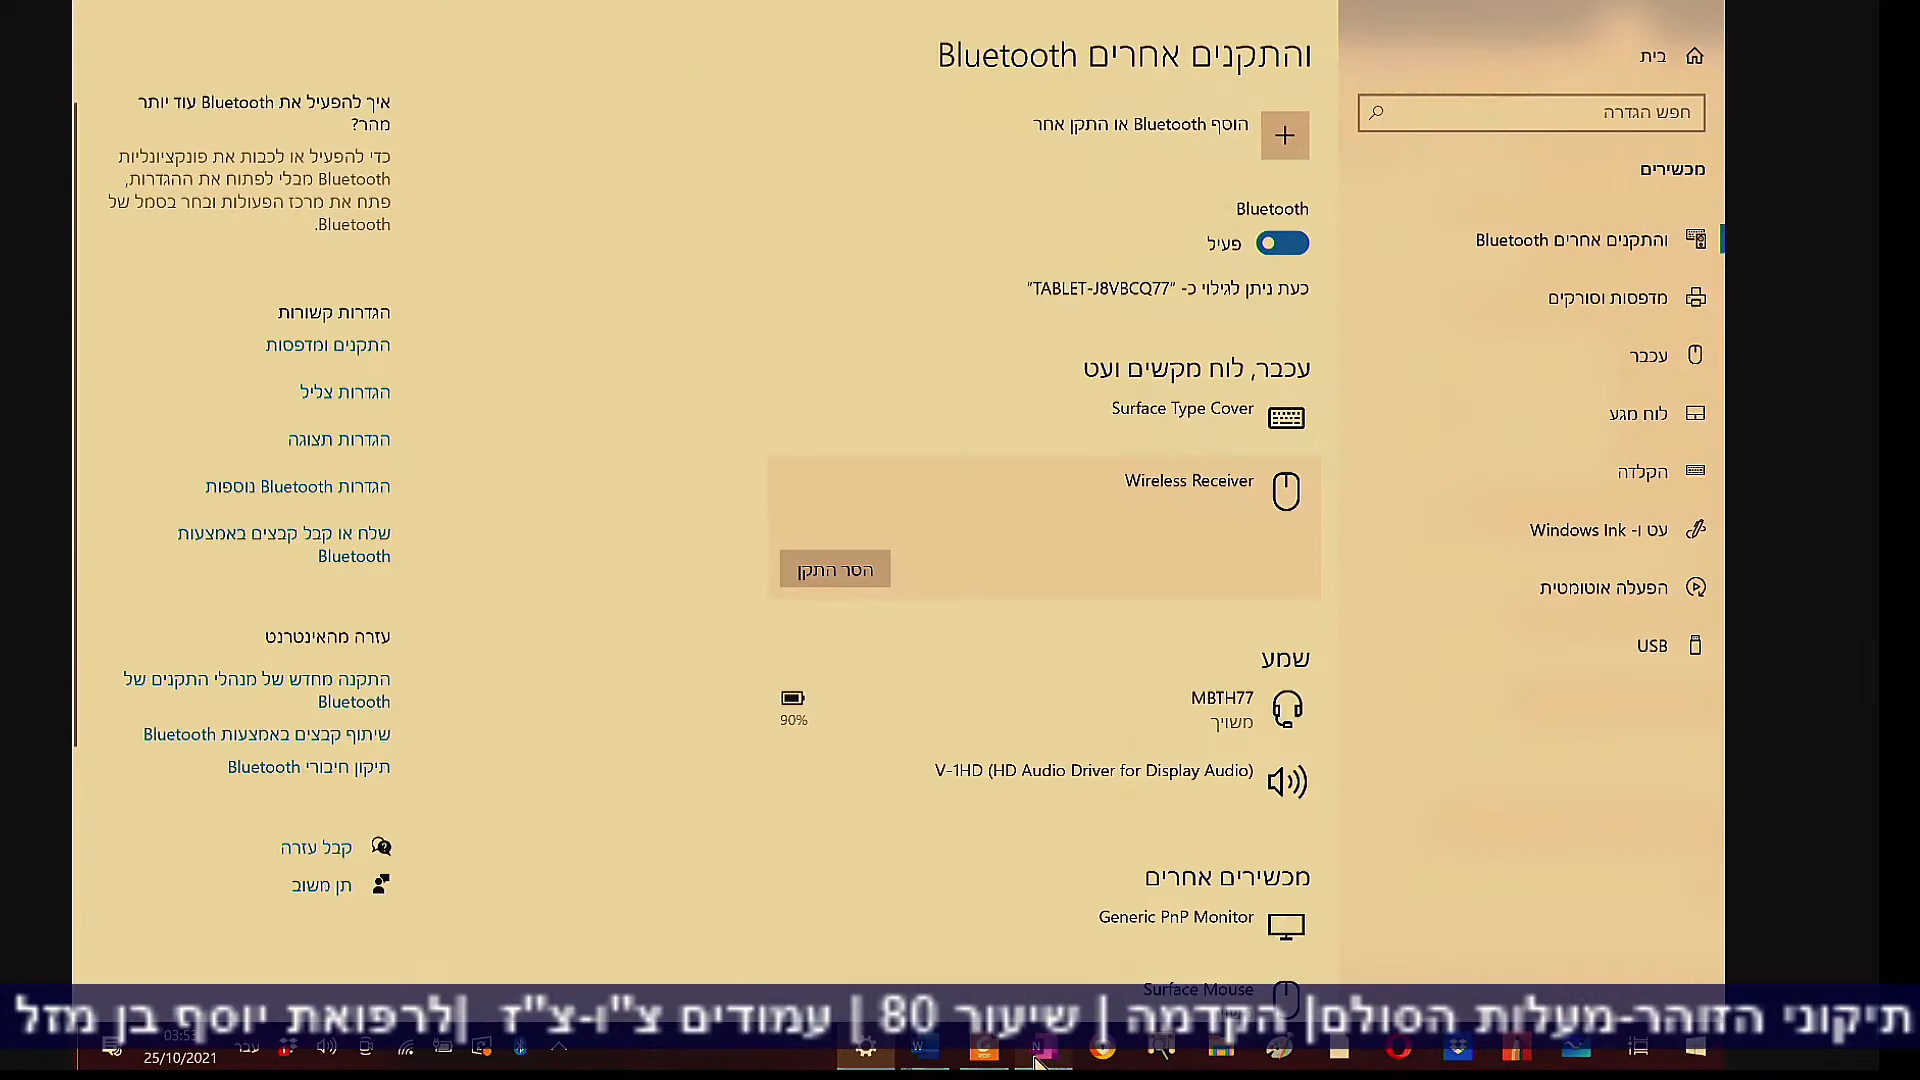 בית
חפש הגדרה
מכשירים
Bluetooth והתקנים אחרים
מדפסות וסורקים
עכבר
לוח מגע
הקלדה
עט ו- Windows Ink
הפעלה אוטומטית
USB
Bluetooth והתקנים אחרים
הוסף Bluetooth או התקן אחר
Bluetooth
פעיל
כעת ניתן לגילוי כ- "TABLET-J8VBCQ77"
עכבר, לוח מקשים ועט
Surface Type Cover
Wireless Receiver
הסר התקן
שמע
MBTH77
משויך
90%
V-1HD (HD Audio Driver for Display Audio)
מכשירים אחרים
Generic PnP Monitor
Surface Mouse
איך להפעיל את Bluetooth עוד יותר
מהר?
כדי להפעיל או לכבות את פונקציונליות
Bluetooth מבלי לפתוח את ההגדרות,
פתח את מרכז הפעולות ובחר בסמל של
Bluetooth.
הגדרות קשורות
התקנים ומדפסות
הגדרות צליל
הגדרות תצוגה
הגדרות Bluetooth נוספות
שלח או קבל קבצים באמצעות
Bluetooth
עזרה מהאינטרנט
התקנה מחדש של מנהלי התקנים של
Bluetooth
שיתוף קבצים באמצעות Bluetooth
תיקון חיבורי Bluetooth
קבל עזרה
תן משוב
תיקוני הזוהר-מעלות הסולם| הקדמה | שיעור 80 | עמודים צ"ו-צ"ז |לרפואת יוסף בן מזל
עבר
25/10/2021